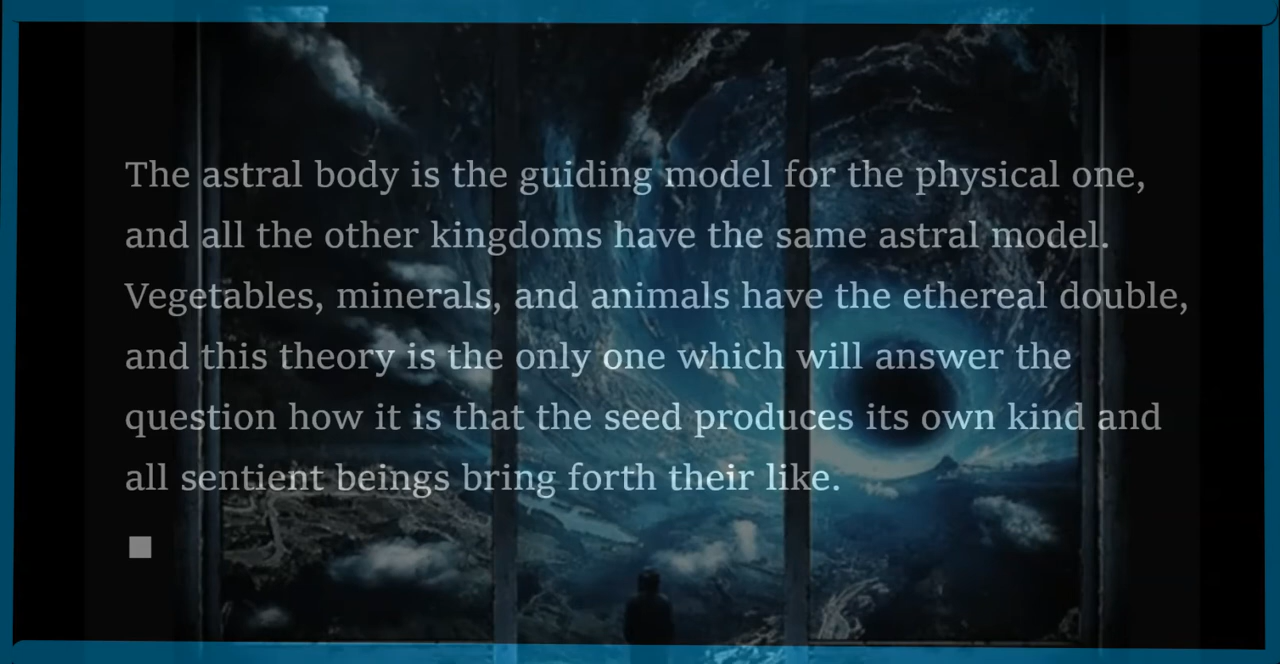 The astral body is the guiding model for the physical one,
and all the other kingdoms have the same astral model.
Vegetables, minerals, and animals have the ethereal double,
and this theory is the only one which will answer the
question how it is that the seed produces its own kind and
all sentient beings bring forth their like.
■